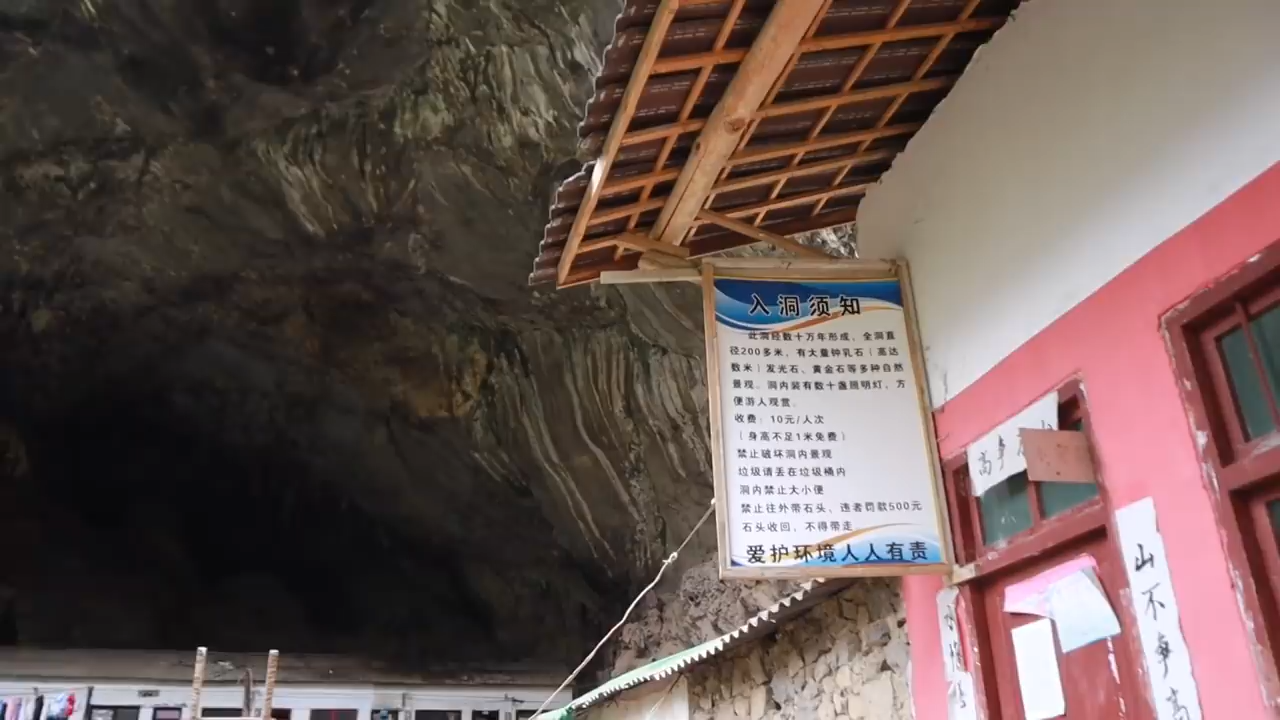 入洞须知
此洞经数十万年形成，全洞直
径200多米，有大量钟乳石（高达
数米）发光石、黄金石等多种自然
景观。洞内装有数十盏照明灯，方
便游人观赏。
收费：10元/人次
（身高不足1米免费）
禁止破坏洞内景观
垃圾请丢在垃圾桶内
洞内禁止大小便
禁止往外带石头、违者罚款500元
石头收回，不得带走
爱护环境人人有责
高争
山不争高